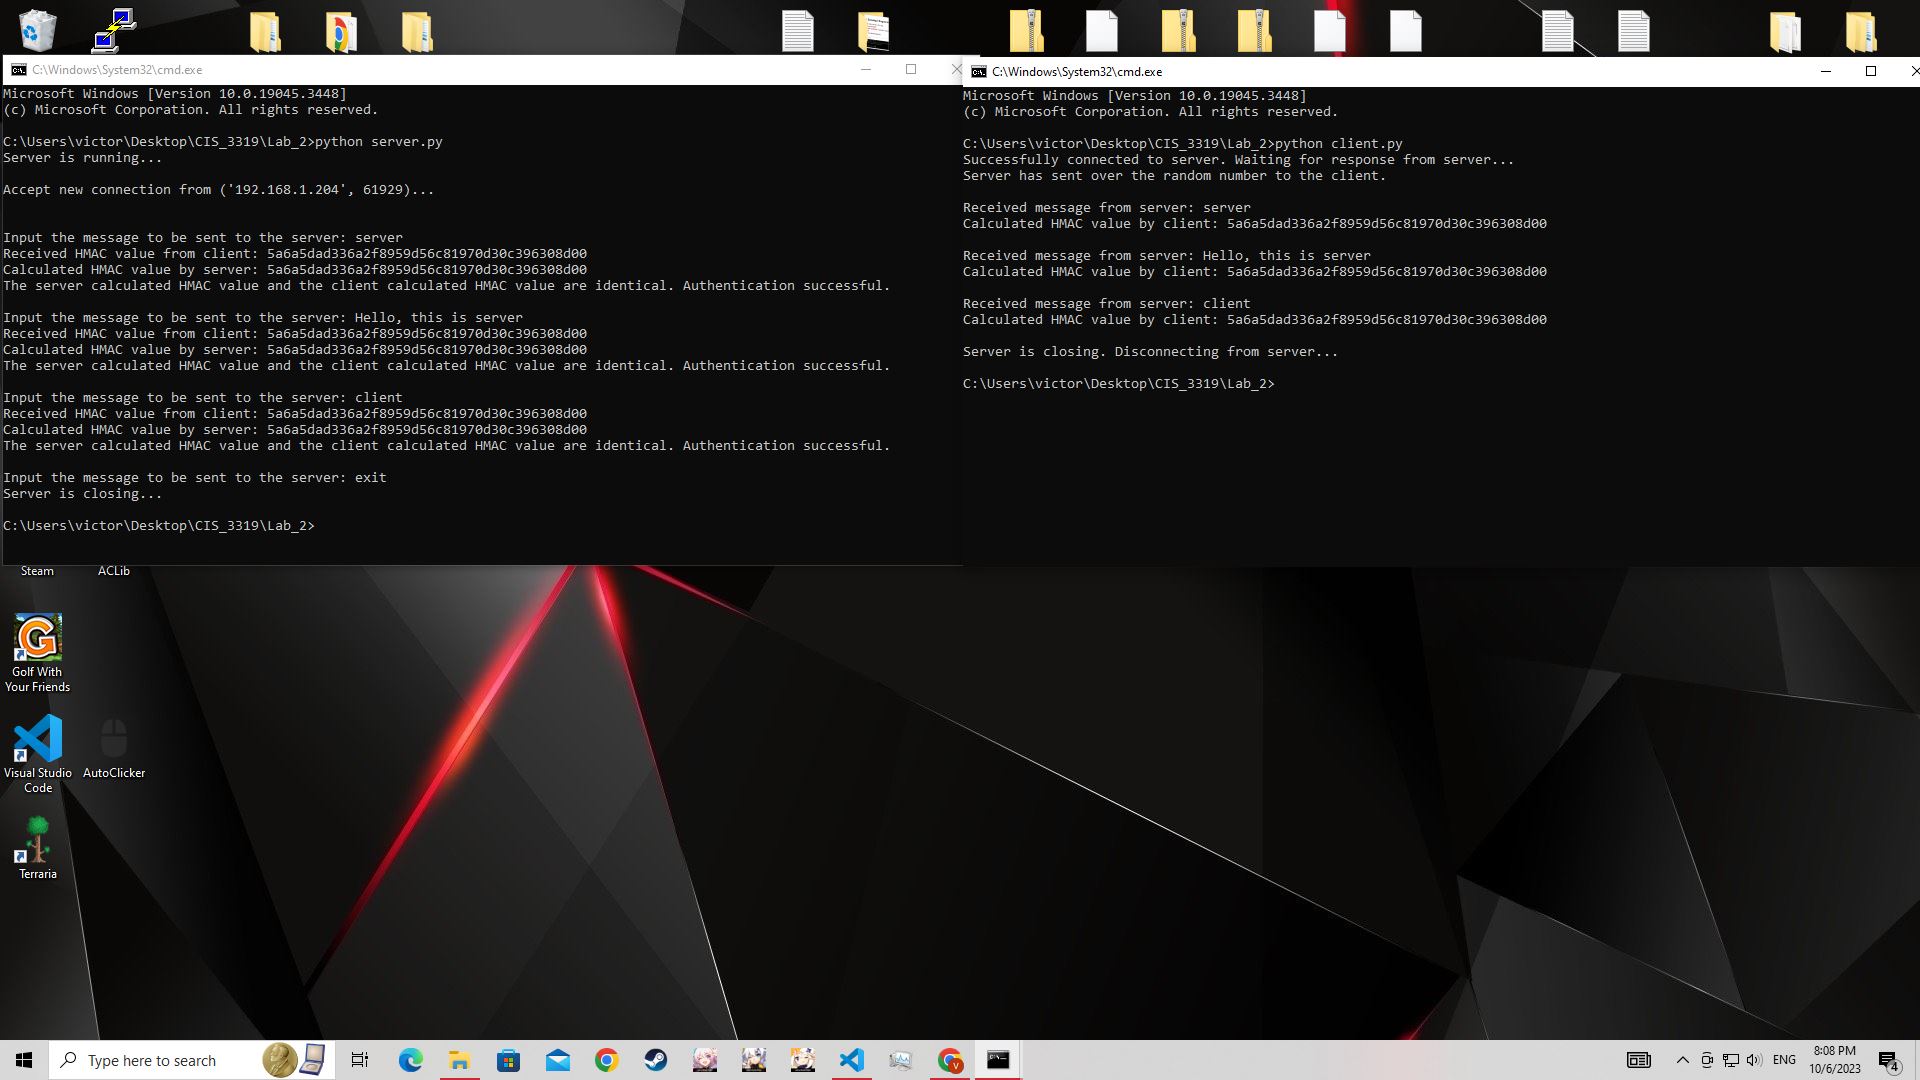 C:\Windows\System32\cmd.exe
Microsoft Windows [Version 10.0.19045.3448]
(c) Microsoft Corporation. All rights reserved.
C:\Users\victor\Desktop\CIS_3319\Lab_2>python server.py
Server is running...
Accept new connection from ('192.168.1.204', 61929)...
Input the message to be sent to the server: server
Received HMAC value from client: 5a6a5dad336a2f8959d56c81970d30c396308d00
Calculated HMAC value by server: 5a6a5dad336a2f8959d56c81970d30c396308d00
The server calculated HMAC value and the client calculated HMAC value are identical. Authentication successful.
Input the message to be sent to the server: Hello, this is server
Received HMAC value from client: 5a6a5dad336a2f8959d56c81970d30c396308d00
Calculated HMAC value by server: 5a6a5dad336a2f8959d56c81970d30c396308d00
The server calculated HMAC value and the client calculated HMAC value are identical. Authentication successful.
Input the message to be sent to the server: client
Received HMAC value from client: 5a6a5dad336a2f8959d56c81970d30c396308d00
Calculated HMAC value by server: 5a6a5dad336a2f8959d56c81970d30c396308d00
The server calculated HMAC value and the client calculated HMAC value are identical. Authentication successful.
Input the message to be sent to the server: exit
Server is closing...
C:\Users\victor\Desktop\CIS_3319\Lab_2>
C:\Windows\System32\cmd.exe
Microsoft Windows [Version 10.0.19045.3448]
(c) Microsoft Corporation. All rights reserved.
C:\Users\victor\Desktop\CIS_3319\Lab_2>python client.py
Successfully connected to server. Waiting for response from server...
Server has sent over the random number to the client.
Received message from server: server
Calculated HMAC value by client: 5a6a5dad336a2f8959d56c81970d30c396308d00
Received message from server: Hello, this is server
Calculated HMAC value by client: 5a6a5dad336a2f8959d56c81970d30c396308d00
Received message from server: client
Calculated HMAC value by client: 5a6a5dad336a2f8959d56c81970d30c396308d00
Server is closing. Disconnecting from server...
C:\Users\victor\Desktop\CIS_3319\Lab_2>
Steam
ACLib
Golf With
Your Friends
Visual Studio
Code
AutoClicker
Terraria
Type here to search
ENG
8:08 PM
10/6/2023
4